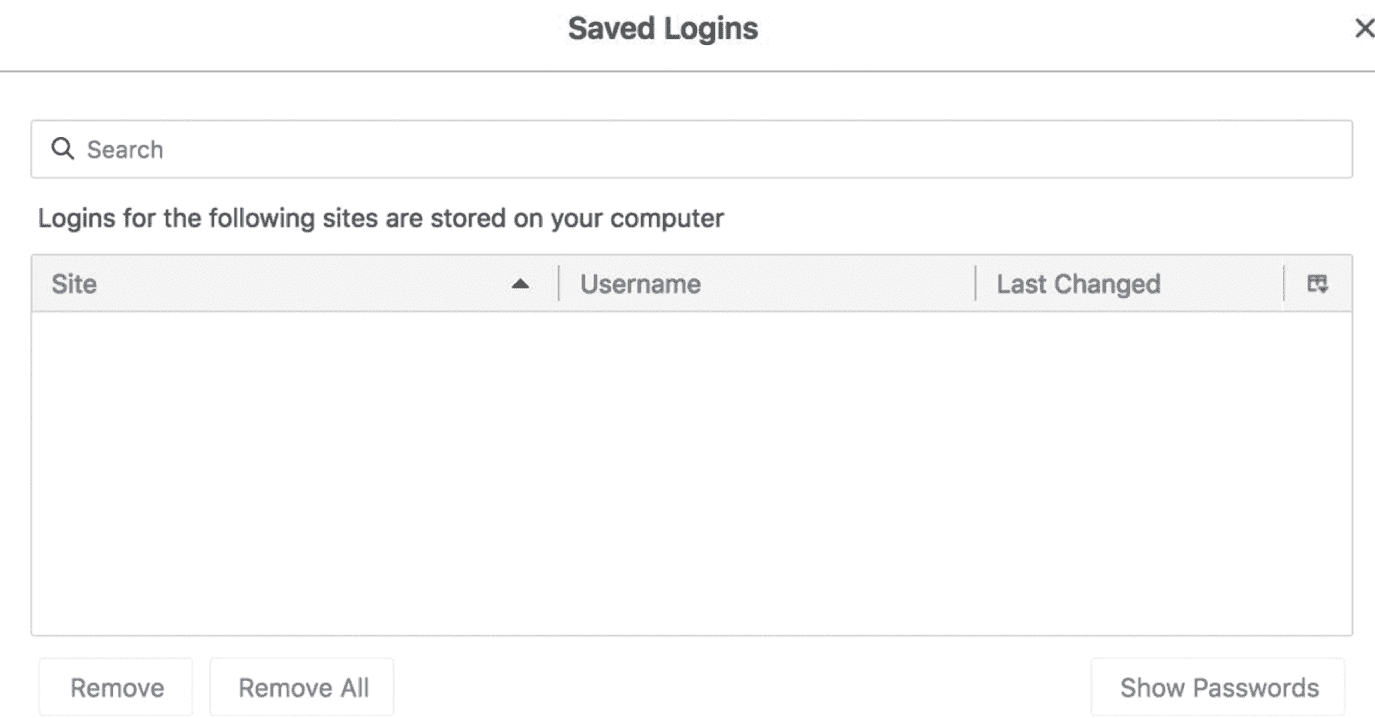 Saved Logins
Search
Logins for the following sites are stored on your computer
Site Username Last Changed
Remove Remove All Show Passwords